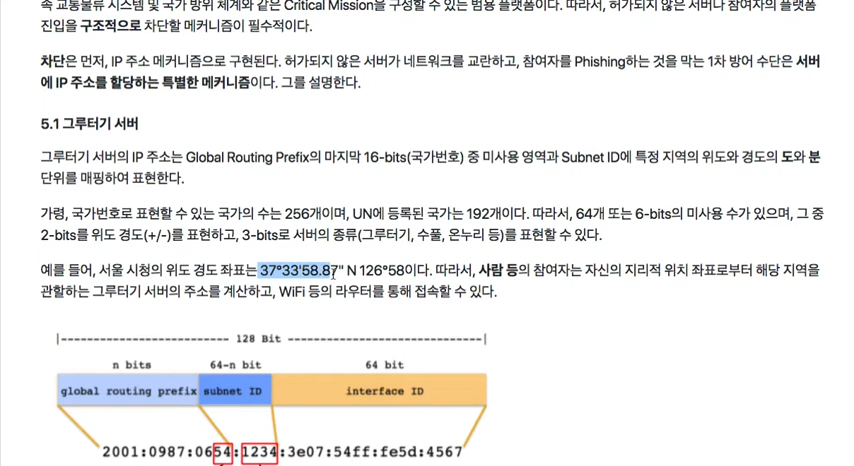 속 교통물류 시스템 및 국가 방위 체계와 같은 Critical Mission을 구성할 수 있는 범용 플랫폼이다. 따라서, 허가되지 않은 서버나 참여자의 플랫폼
진입을 구조적으로 차단할 메커니즘이 필수적이다.
차단은 먼저, IP 주소 메커니즘으로 구현된다. 허가되지 않은 서버가 네트워크를 교란하고, 참여자를 Phishing하는 것을 막는 1차 방어 수단은 서버
에 IP 주소를 할당하는 특별한 메커니즘이다. 그를 설명한다.
5.1 그루터기 서버
그루터기 서버의 IP 주소는 Global Routing Prefix의 마지막 16-bits(국가번호) 중 미사용 영역과 Subnet ID에 특정 지역의 위도와 경도의 도와 분
단위를 매핑하여 표현한다.
가령, 국가번호로 표현할 수 있는 국가의 수는 256개이며, UN에 등록된 국가는 192개이다. 따라서, 64개 또는 6-bits의 미사용 수가 있으며, 그 중
2-bits를 위도 경도(+/-)를 표현하고, 3-bits로 서버의 종류(그루터기, 수풀, 온누리 등)를 표현할 수 있다.
예를 들어, 서울 시청의 위도 경도 좌표는 37°33'58.87" N 126°58이다. 따라서, 사람 등의 참여자는 자신의 지리적 위치 좌표로부터 해당 지역을
관할하는 그루터기 서버의 주소를 계산하고, WiFi 등의 라우터를 통해 접속할 수 있다.
|--------------------------- 128 Bit -------------------------------|
n bits 64-n bit 64 bit
global routing prefix subnet ID interface ID
2001:0987:0654:1234:3e07:54ff:fe5d:4567